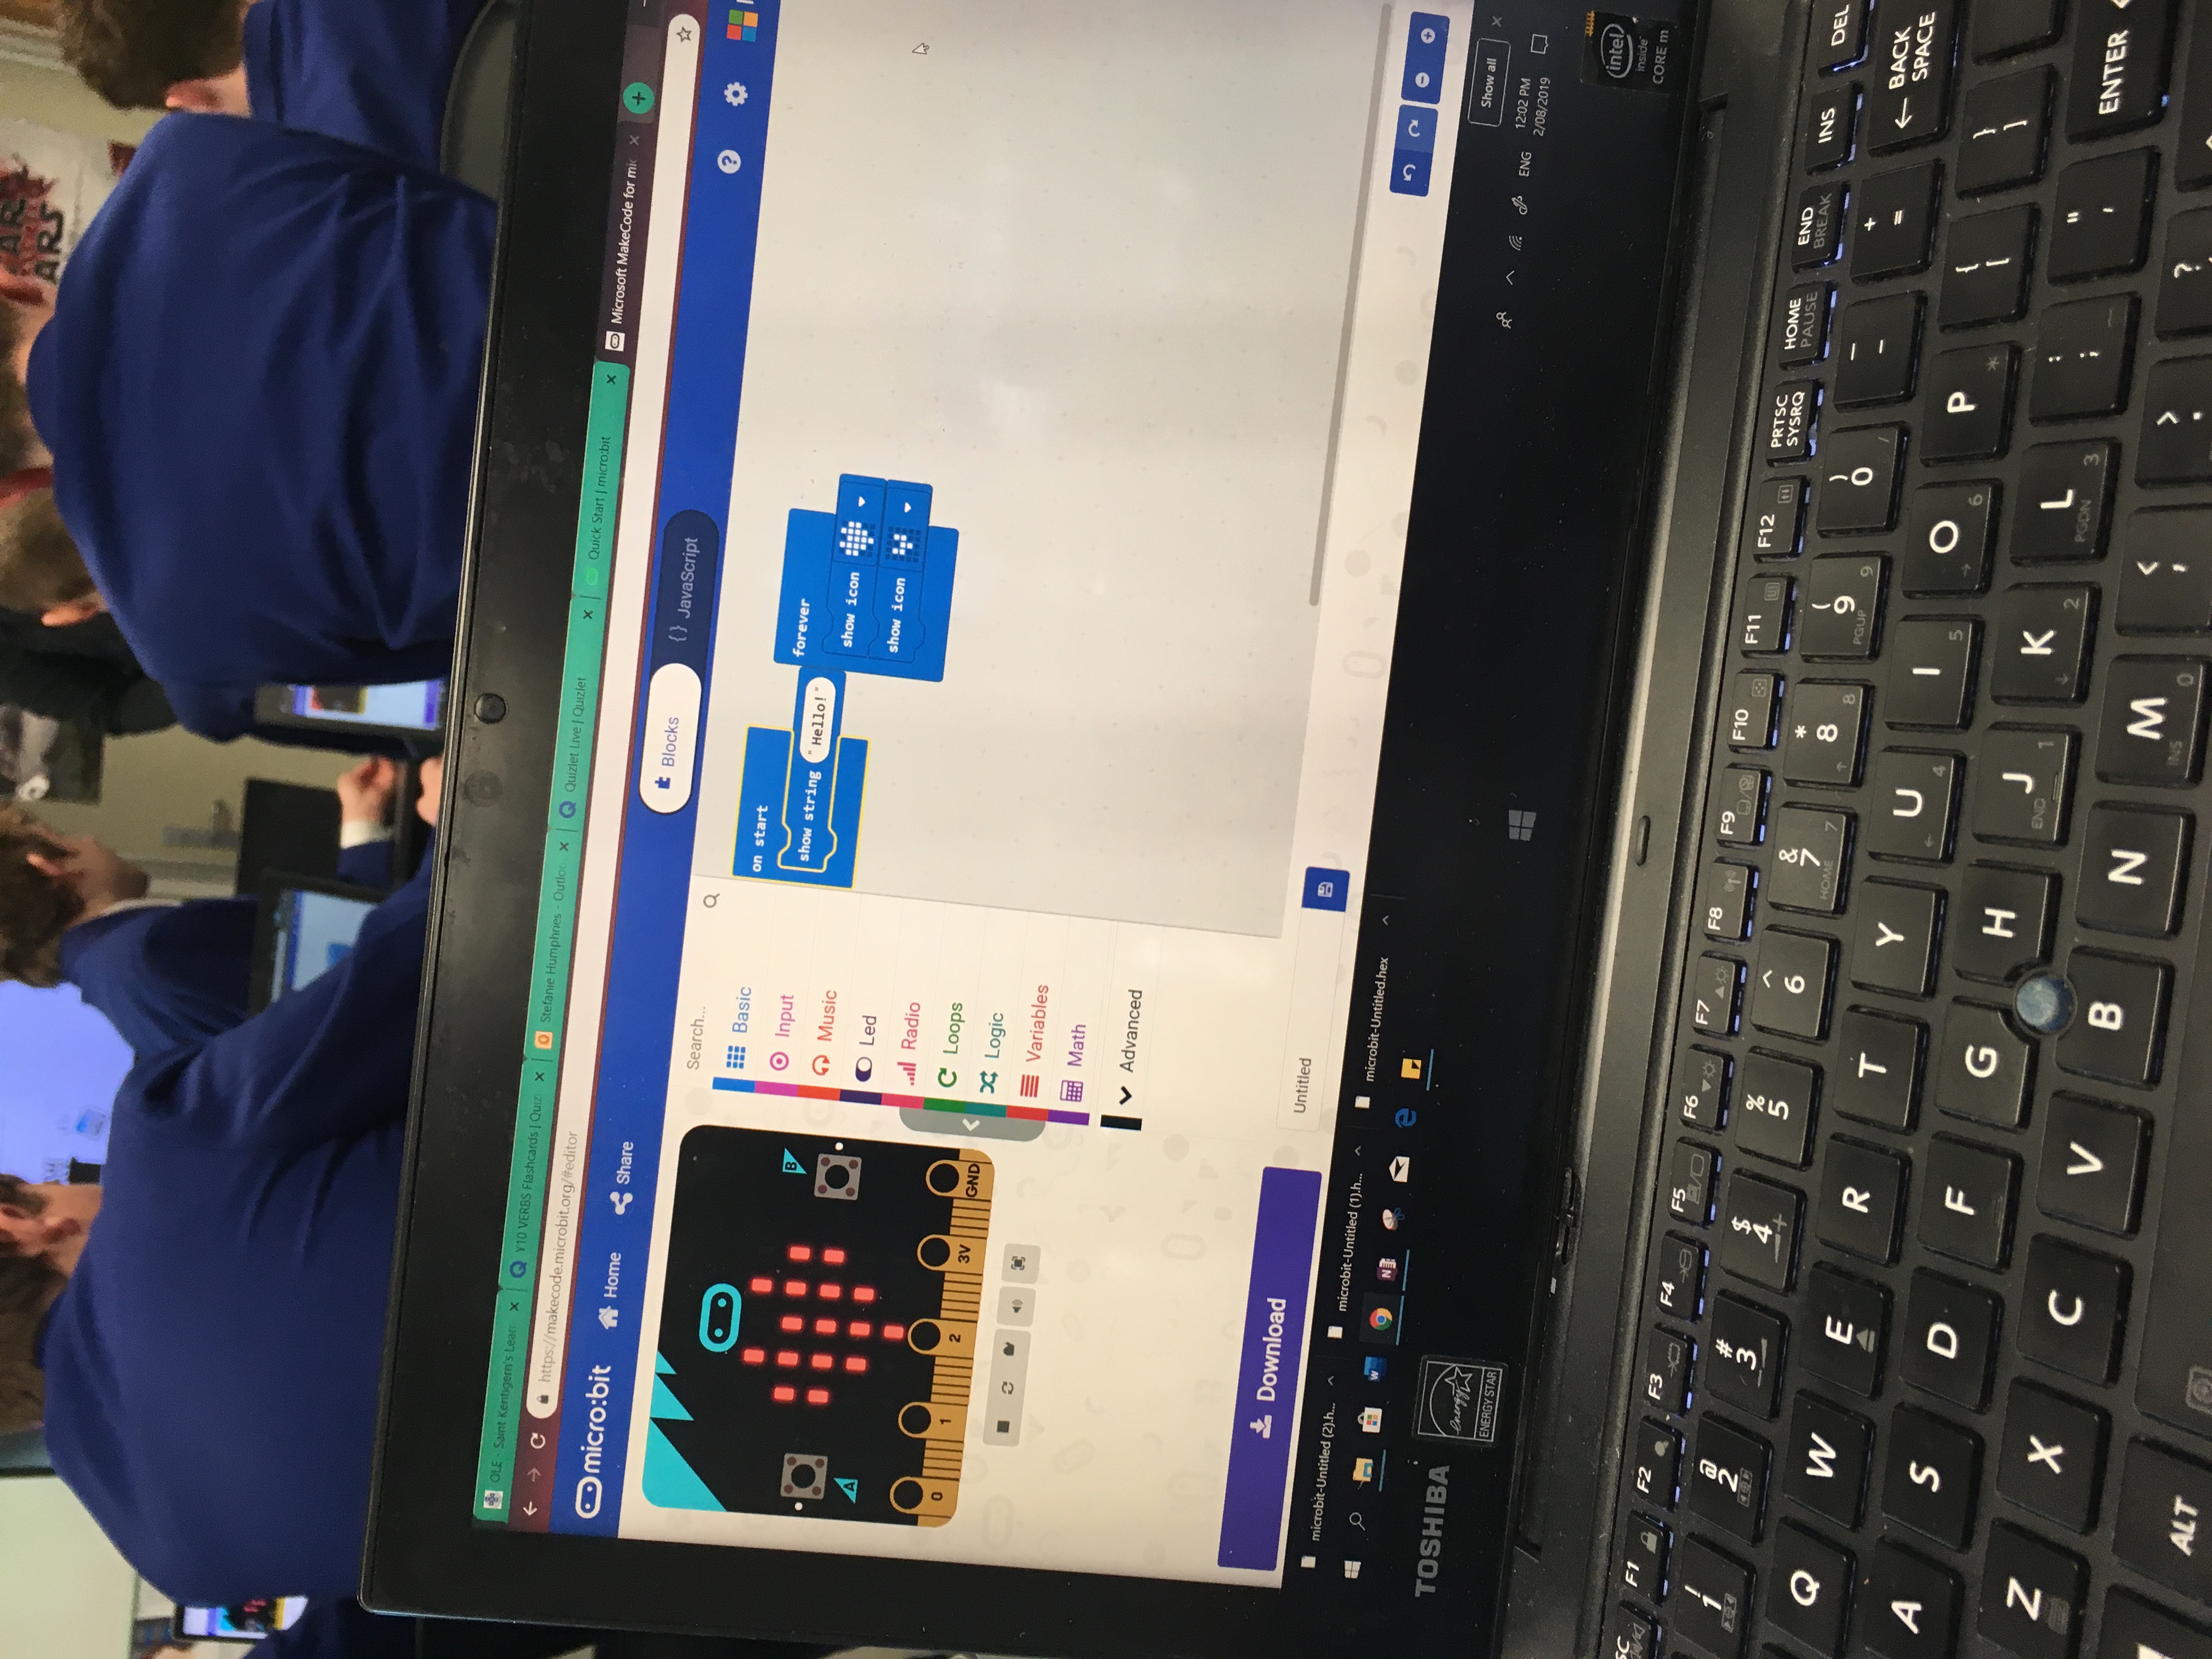 AR
ARS
OLE - Saint Kentigern's Learn
Y10 VERBS Flashcards | Quiz
Stefanie Humphries - Outloo
Quizlet Live | Quizlet
Quick Start | micro:bit
Microsoft MakeCode for mic
https://makecode.microbit.org/#editor
micro:bit
Home
Share
Blocks
{} JavaScript
?
Search...
Basic
Input
Music
Led
Radio
Loops
Logic
Variables
Math
Advanced
A
B
0
1
2
3V
GND
on start
show string "Hello!"
forever
show icon
show icon
Download
Untitled
microbit-Untitled (2).h...
microbit-Untitled (1).h...
microbit-Untitled.hex
Show all
ENG
12:02 PM
2/08/2019
TOSHIBA
energy
ENERGY STAR
intel
inside
CORE m
SC F1 F2 F3 F4 F5 F6 F7 F8 F9 F10 F11 F12 PRTSC SYSRQ HOME PAUSE END BREAK INS DEL
! 1 @ 2 # 3 $ 4 % 5 ^ 6 & 7 HOME 7 * 8 8 ( 9 PGUP 9 ) 0 / _ - + = ← BACK SPACE
Q W E R T Y U 4 I 5 O 6 P * { [ } ]
A S D F G H J END 1 K 2 L PGDN 3 : ; " ' ENTER
Z X C V B N M INS 0 < , > . ?
ALT